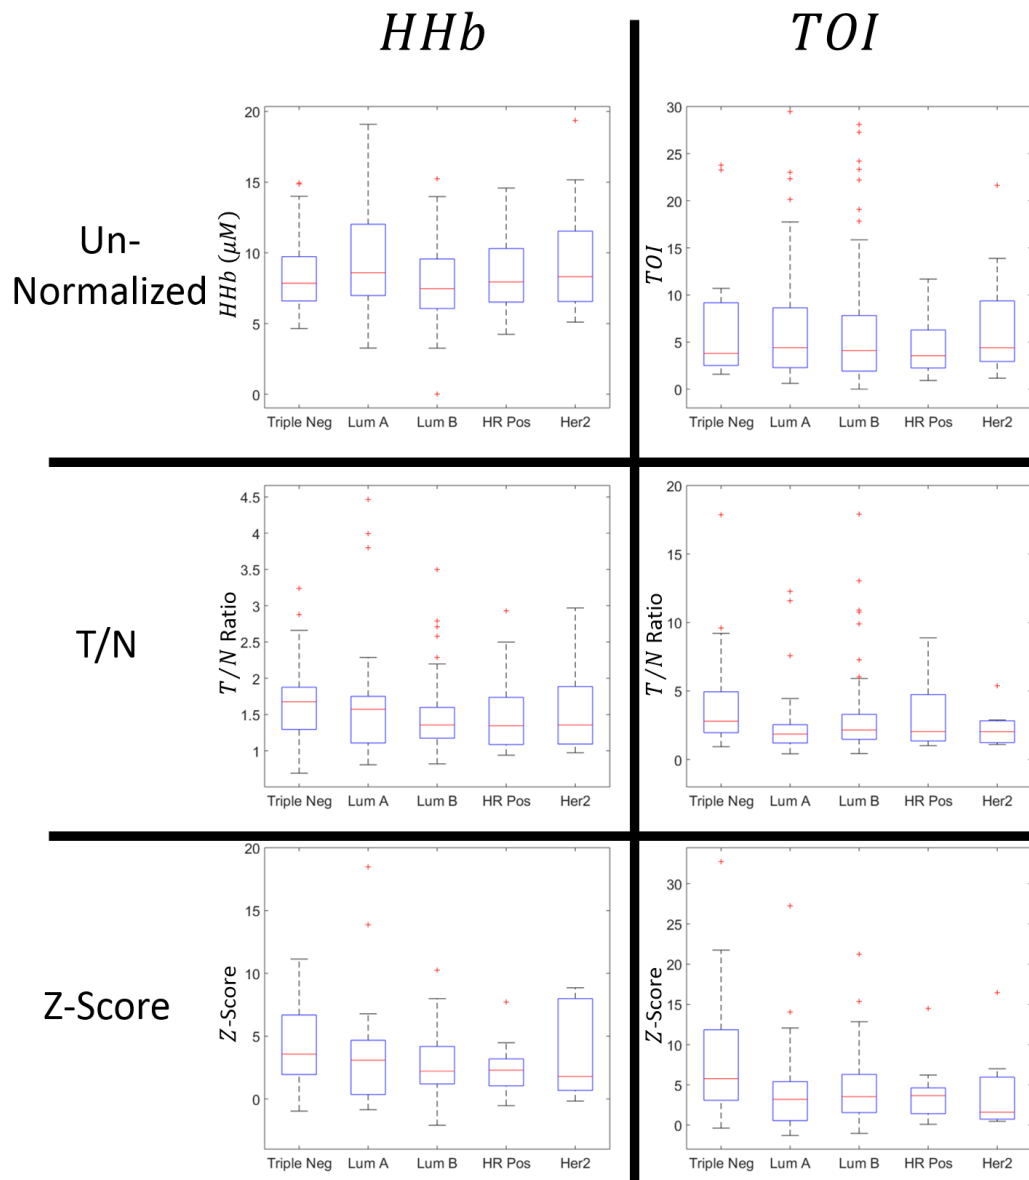 HHb TOI
Un-
Normalized
HHb (μM)
20
15
10
5
0
Triple Neg Lum A Lum B HR Pos Her2
TOI
30
25
20
15
10
5
0
Triple Neg Lum A Lum B HR Pos Her2
T/N
T/N Ratio
4.5
4
3.5
3
2.5
2
1.5
1
Triple Neg Lum A Lum B HR Pos Her2
T/N Ratio
20
15
10
5
0
Triple Neg Lum A Lum B HR Pos Her2
Z-Score
Z-Score
20
15
10
5
0
Triple Neg Lum A Lum B HR Pos Her2
Z-Score
30
25
20
15
10
5
0
Triple Neg Lum A Lum B HR Pos Her2